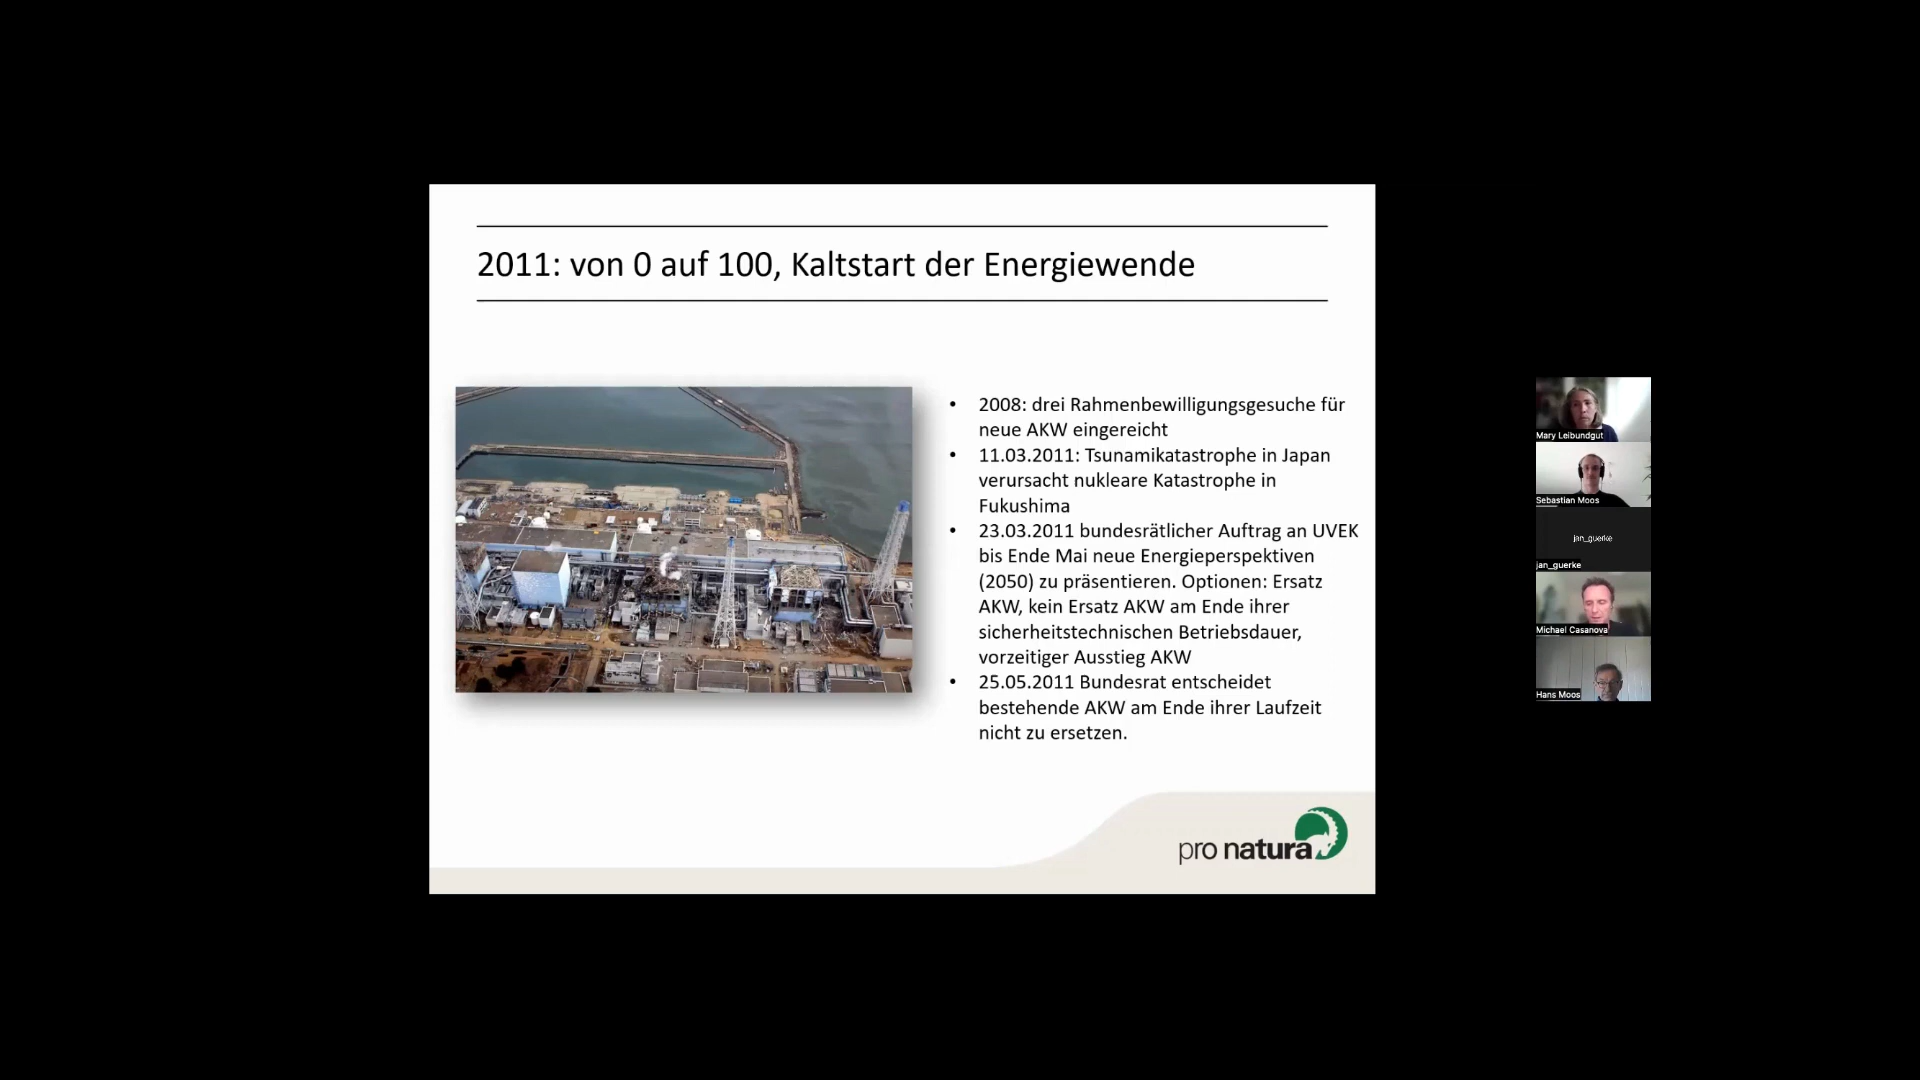 2011: von 0 auf 100, Kaltstart der Energiewende
• 2008: drei Rahmenbewilligungsgesuche für
neue AKW eingereicht
• 11.03.2011: Tsunamikatastrophe in Japan
verursacht nukleare Katastrophe in
Fukushima
• 23.03.2011 bundesrätlicher Auftrag an UVEK
bis Ende Mai neue Energieperspektiven
(2050) zu präsentieren. Optionen: Ersatz
AKW, kein Ersatz AKW am Ende ihrer
sicherheitstechnischen Betriebsdauer,
vorzeitiger Ausstieg AKW
• 25.05.2011 Bundesrat entscheidet
bestehende AKW am Ende ihrer Laufzeit
nicht zu ersetzen.
pro natura
Mary Leibundgut
Sebastian Moos
jan_guerke
jan_guerke
Michael Casanova
Hans Moos